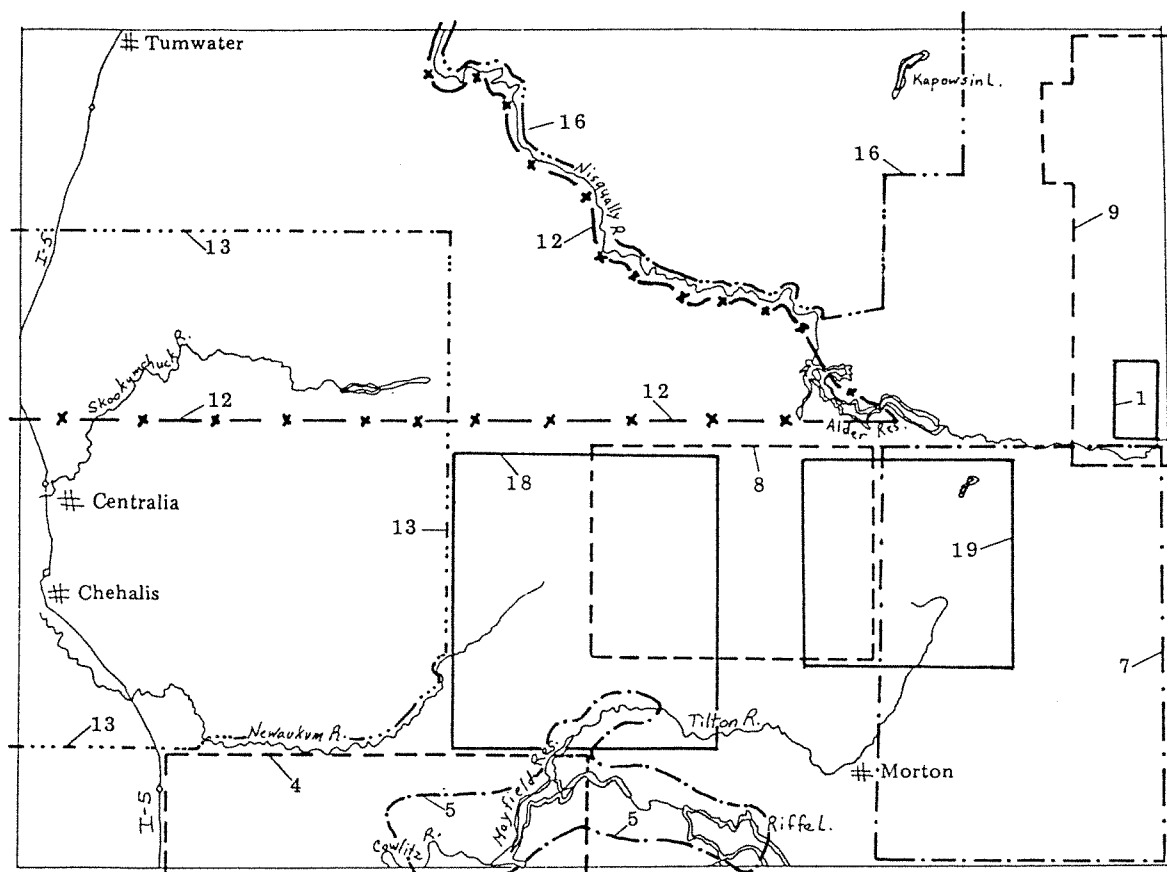 Tumwater
Kapowsin L.
16
16
Nisqually R.
9
12
13
I-5
Skookumchuck R.
12
12
1
Alder Res.
18
8
Centralia
13
19
Chehalis
7
13
Newaukum R.
Tilton R.
4
Mayfield Res.
Morton
I-5
5
5
Riffe L.
Cowlitz R.